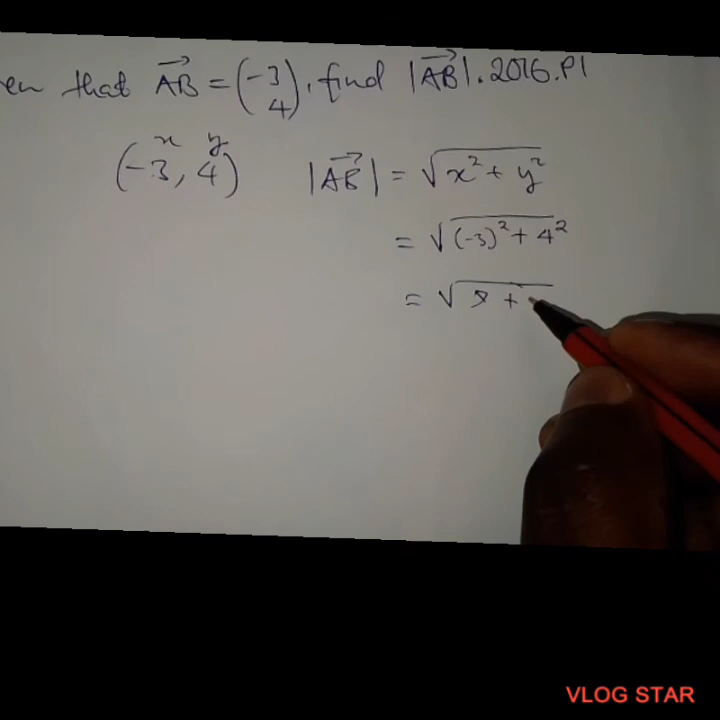 en that AB⃗ = (-3 4), find |AB⃗|. 2016. P1
x y
(-3, 4) |AB⃗| = √x² + y²
= √(-3)² + 4²
= √9 +
VLOG STAR